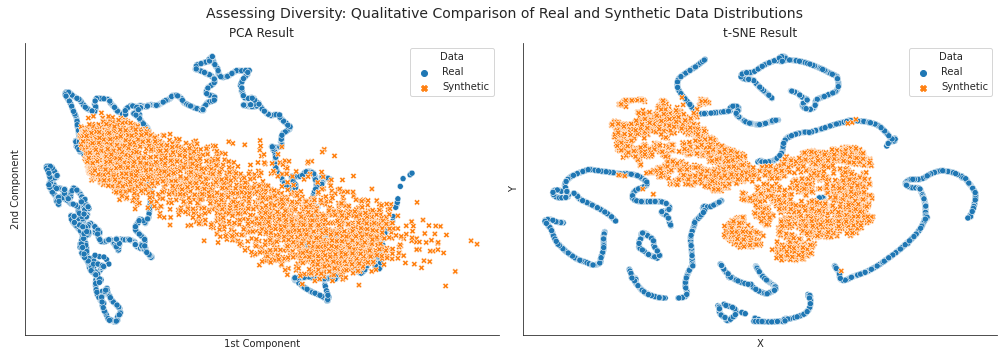 Assessing Diversity: Qualitative Comparison of Real and Synthetic Data Distributions
PCA Result
Data
Real
Synthetic
2nd Component
1st Component
t-SNE Result
Data
Real
Synthetic
Y
X